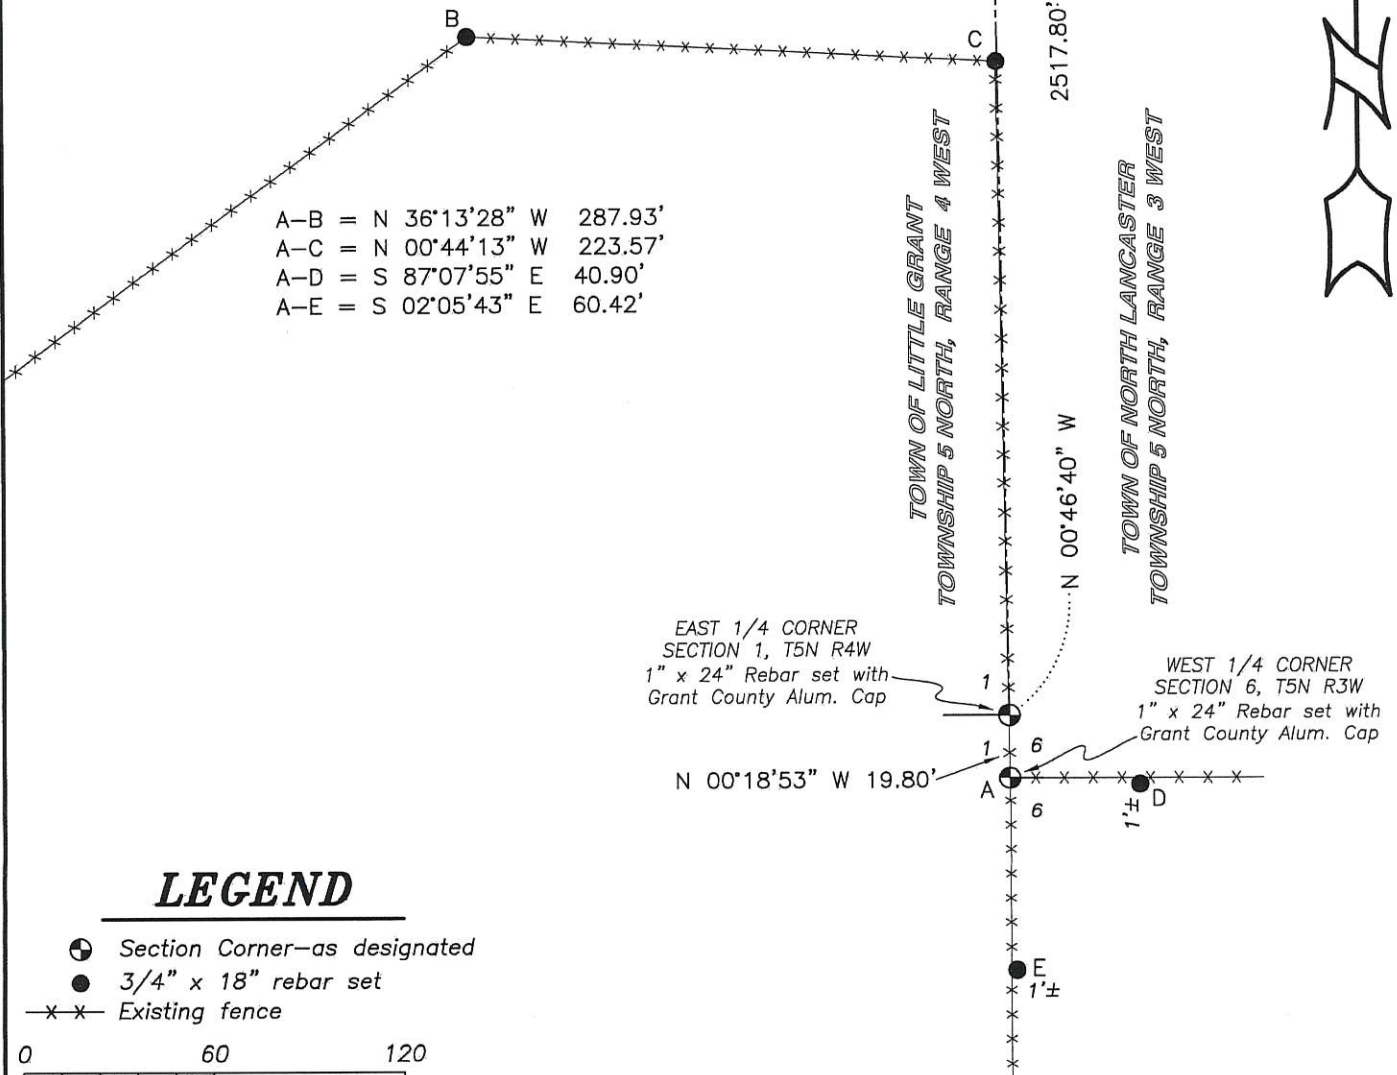 B
C
2517.80'
A-B = N 36°13'28" W 287.93'
A-C = N 00°44'13" W 223.57'
A-D = S 87°07'55" E 40.90'
A-E = S 02°05'43" E 60.42'
TOWN OF LITTLE GRANT
TOWNSHIP 5 NORTH, RANGE 4 WEST
N 00°46'40" W
TOWN OF NORTH LANCASTER
TOWNSHIP 5 NORTH, RANGE 3 WEST
EAST 1/4 CORNER
SECTION 1, T5N R4W
1" x 24" Rebar set with
Grant County Alum. Cap
1
WEST 1/4 CORNER
SECTION 6, T5N R3W
1" x 24" Rebar set with
Grant County Alum. Cap
1 6
N 00°18'53" W 19.80'
A
6
1'±
D
E
1'±
LEGEND
Section Corner-as designated
3/4" x 18" rebar set
Existing fence
0 60 120